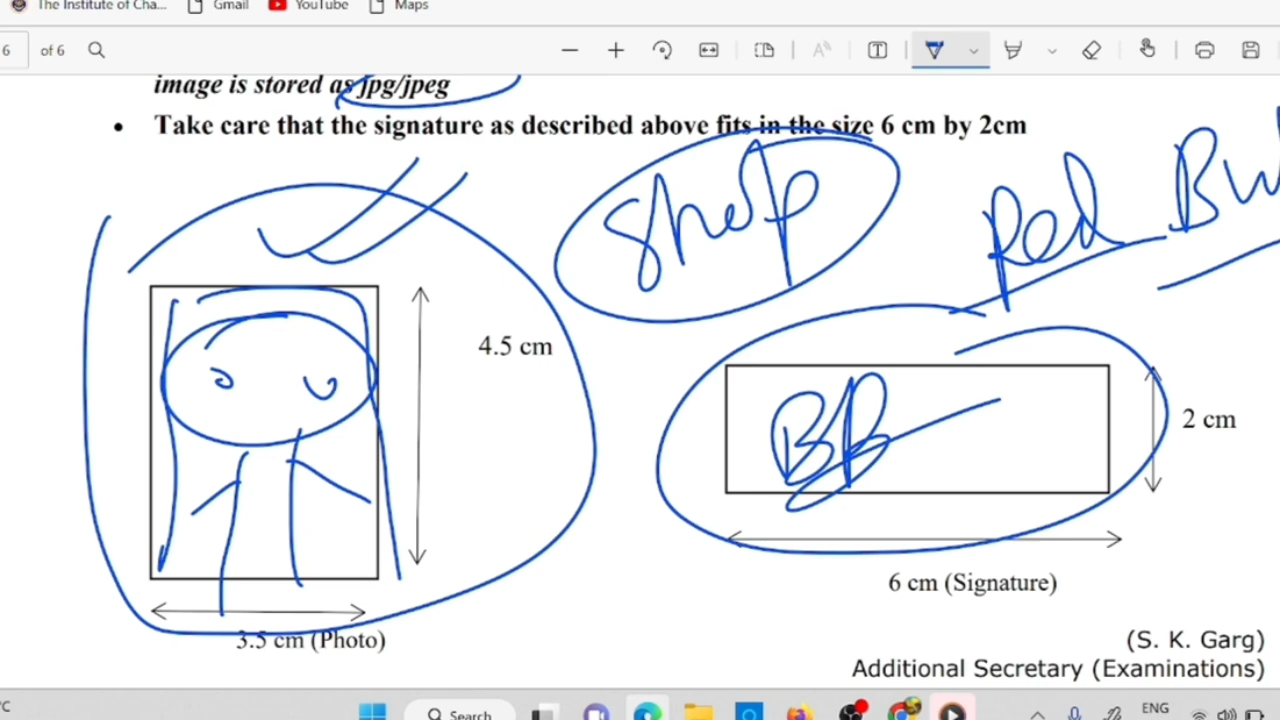 The Institute of Cha... Gmail YouTube Maps
6 of 6
image is stored as jpg/jpeg
• Take care that the signature as described above fits in the size 6 cm by 2cm
Shop
Red
4.5 cm
BB
2 cm
6 cm (Signature)
3.5 cm (Photo)
(S. K. Garg)
Additional Secretary (Examinations)
Search
ENG